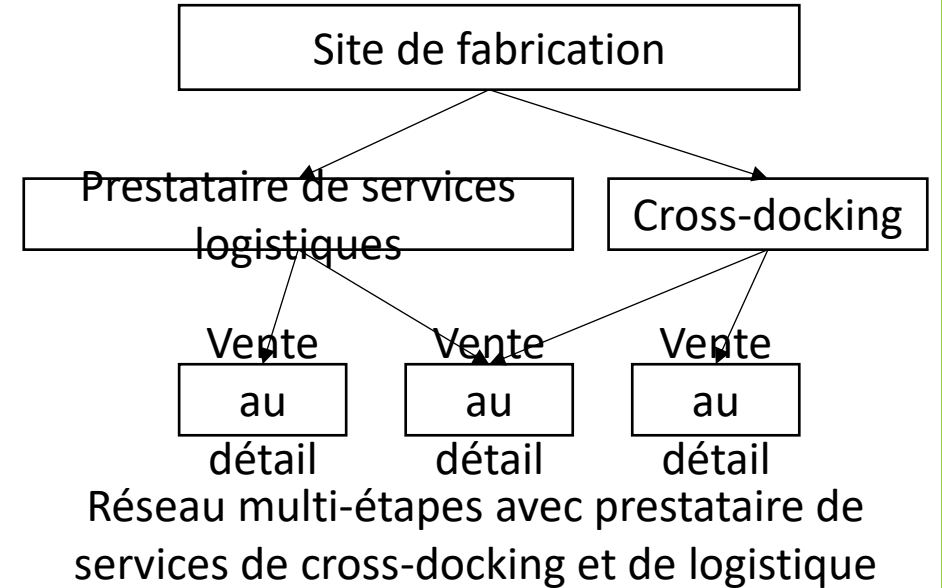 Site de fabrication
Prestataire de services
logistiques
Cross-docking
Vente
au
détail
Vente
au
détail
Vente
au
détail
Réseau multi-étapes avec prestataire de
services de cross-docking et de logistique